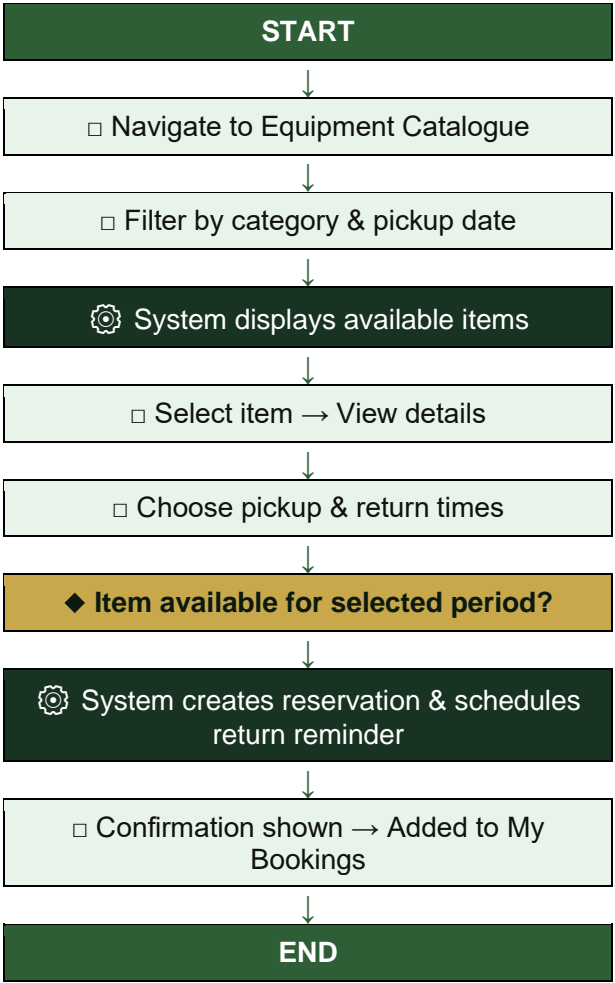 START
↓
□ Navigate to Equipment Catalogue
↓
□ Filter by category & pickup date
↓
⚙ System displays available items
↓
□ Select item → View details
↓
□ Choose pickup & return times
↓
◆ Item available for selected period?
↓
⚙ System creates reservation & schedules
return reminder
↓
□ Confirmation shown → Added to My
Bookings
↓
END